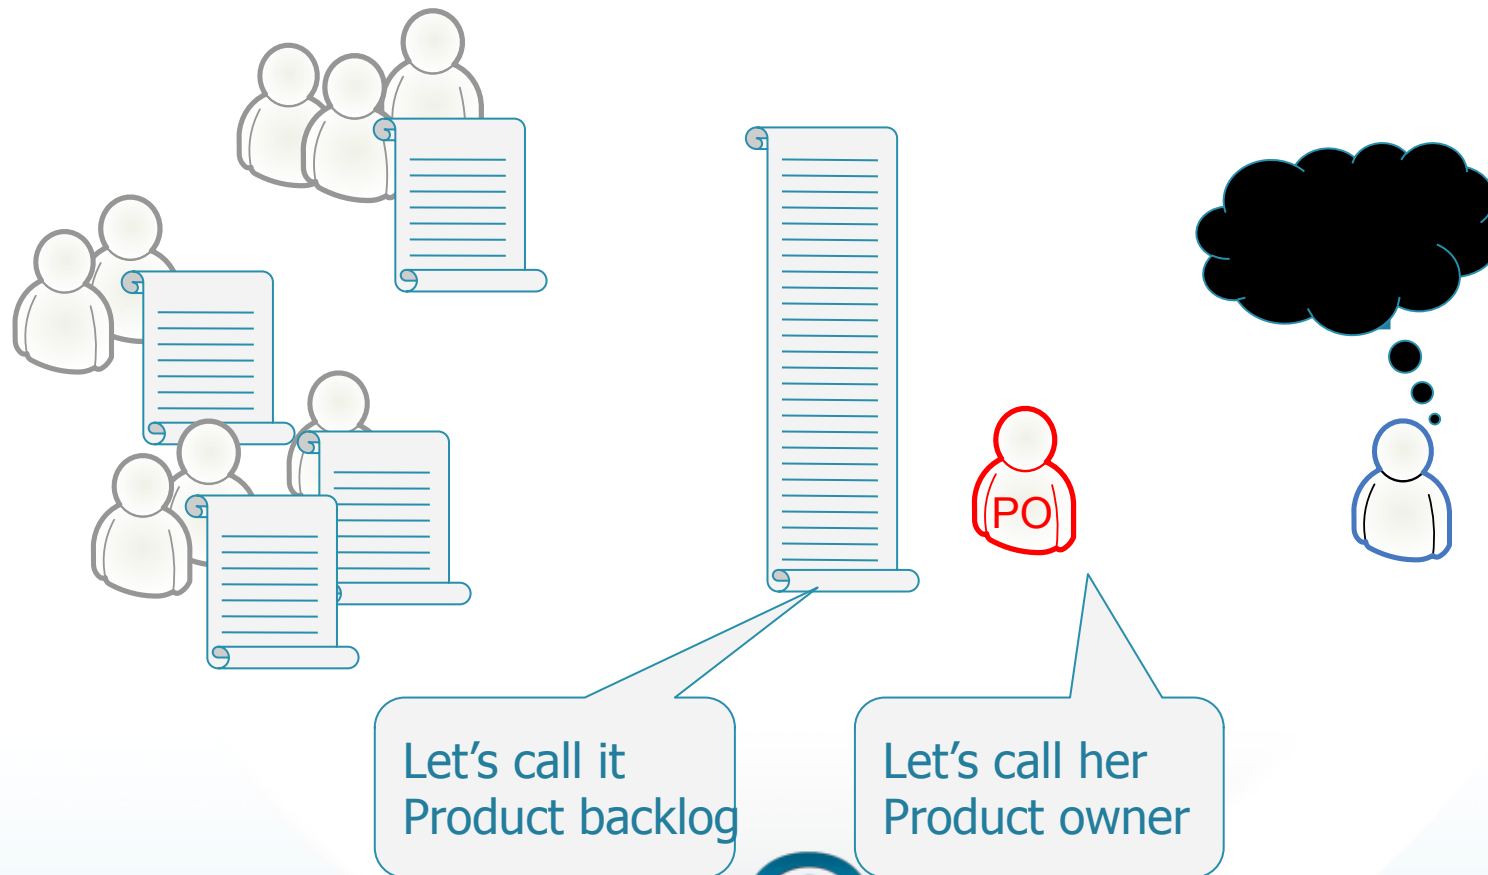 PO
Let’s call it
Product backlog
Let’s call her
Product owner